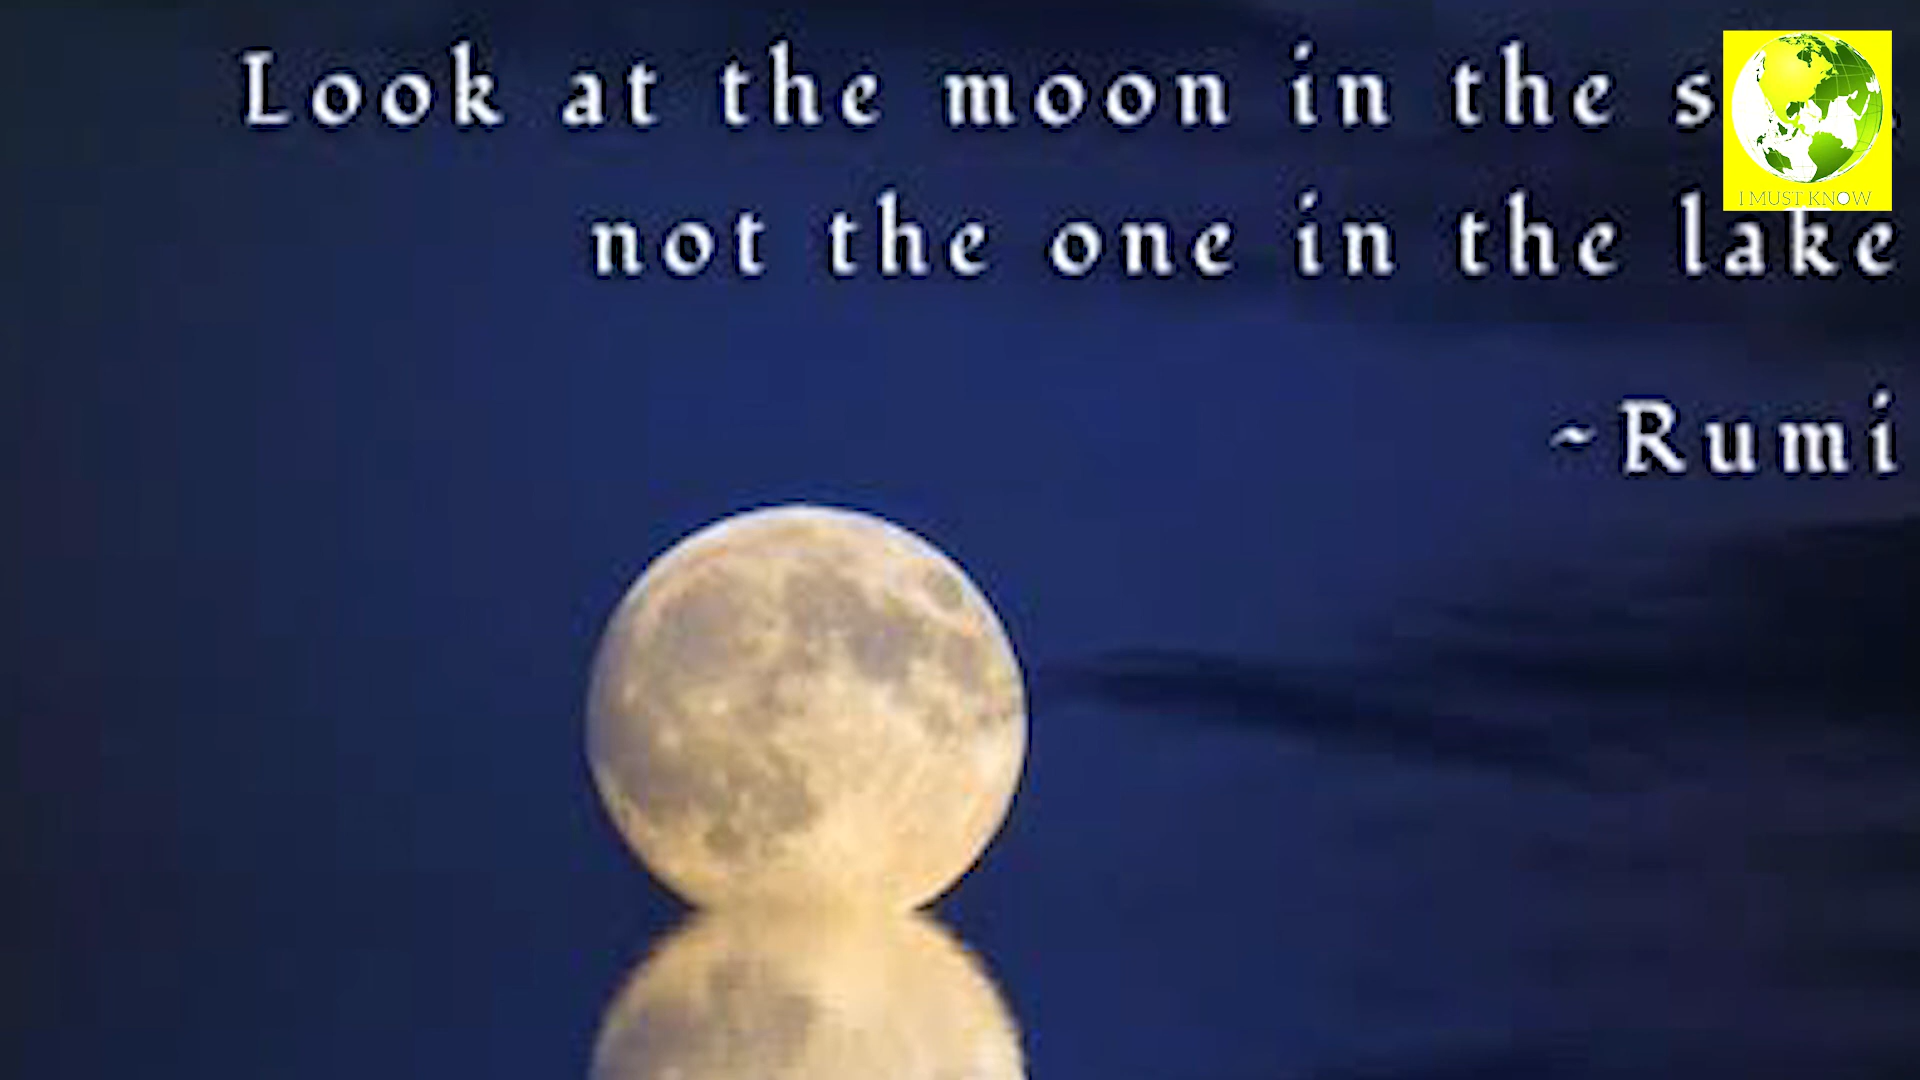 Look at the moon in the
not the one in the lake
~Rumi
I MUST KNOW